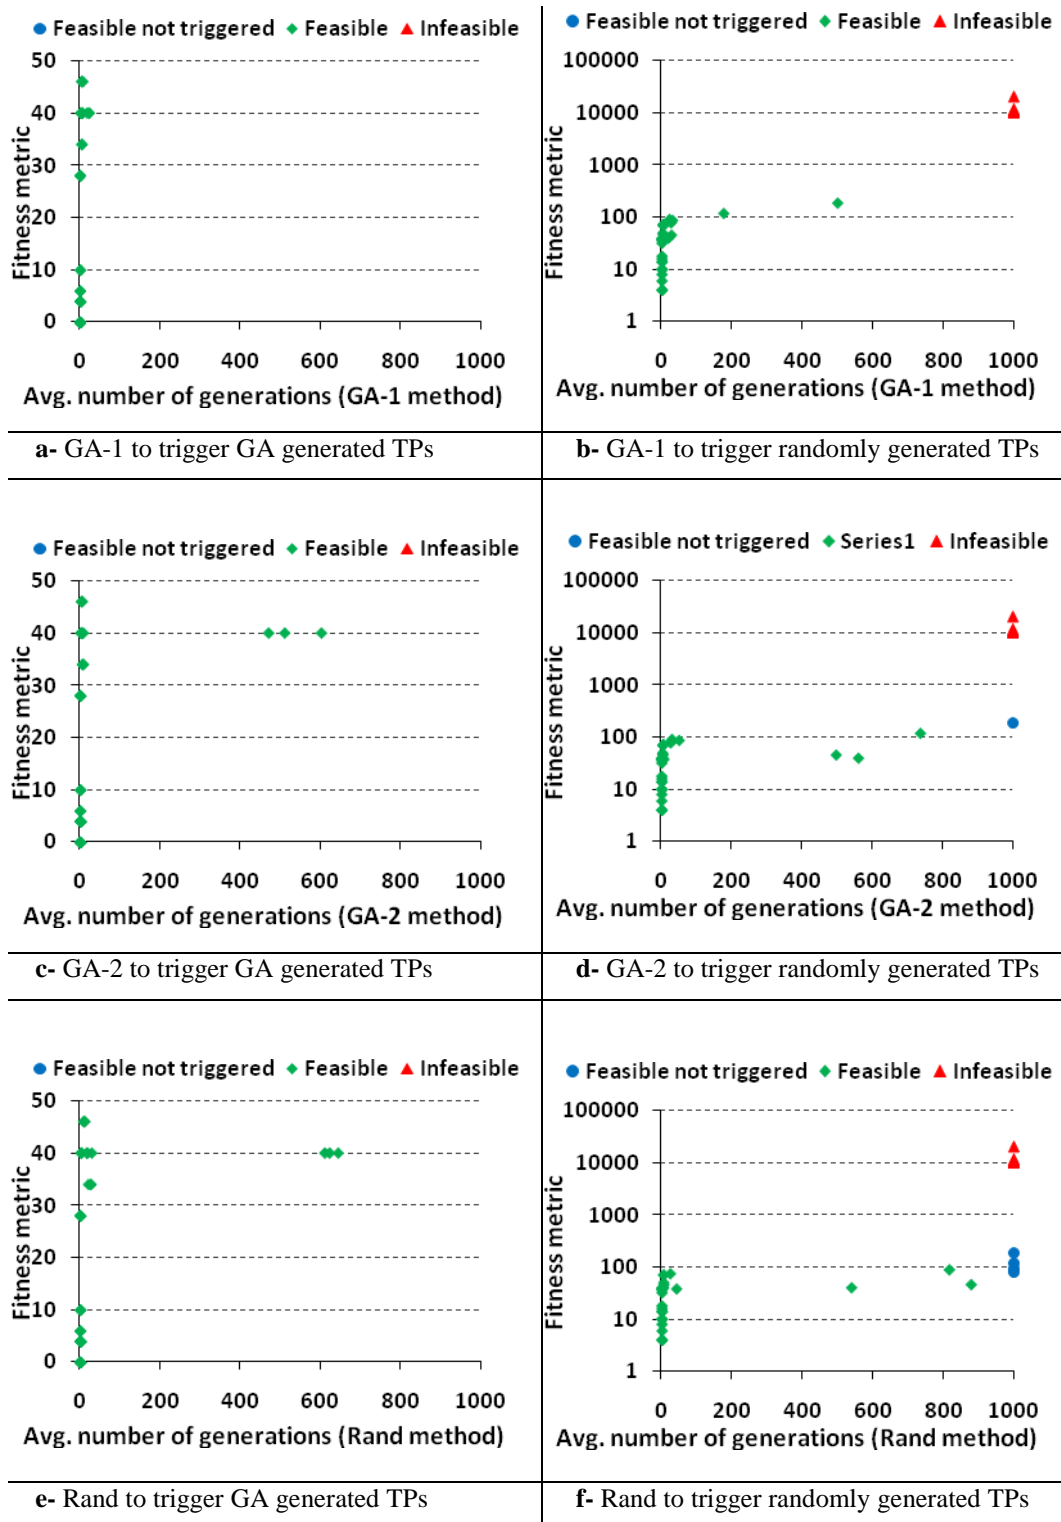 Feasible not triggered Feasible Infeasible
Fitness metric
50
40
30
20
10
0
0 200 400 600 800 1000
Avg. number of generations (GA-1 method)
a- GA-1 to trigger GA generated TPs
Feasible not triggered Feasible Infeasible
Fitness metric
100000
10000
1000
100
10
1
0 200 400 600 800 1000
Avg. number of generations (GA-1 method)
b- GA-1 to trigger randomly generated TPs
Feasible not triggered Feasible Infeasible
Fitness metric
50
40
30
20
10
0
0 200 400 600 800 1000
Avg. number of generations (GA-2 method)
c- GA-2 to trigger GA generated TPs
Feasible not triggered Series1 Infeasible
Fitness metric
100000
10000
1000
100
10
1
0 200 400 600 800 1000
Avg. number of generations (GA-2 method)
d- GA-2 to trigger randomly generated TPs
Feasible not triggered Feasible Infeasible
Fitness metric
50
40
30
20
10
0
0 200 400 600 800 1000
Avg. number of generations (Rand method)
e- Rand to trigger GA generated TPs
Feasible not triggered Feasible Infeasible
Fitness metric
100000
10000
1000
100
10
1
0 200 400 600 800 1000
Avg. number of generations (Rand method)
f- Rand to trigger randomly generated TPs